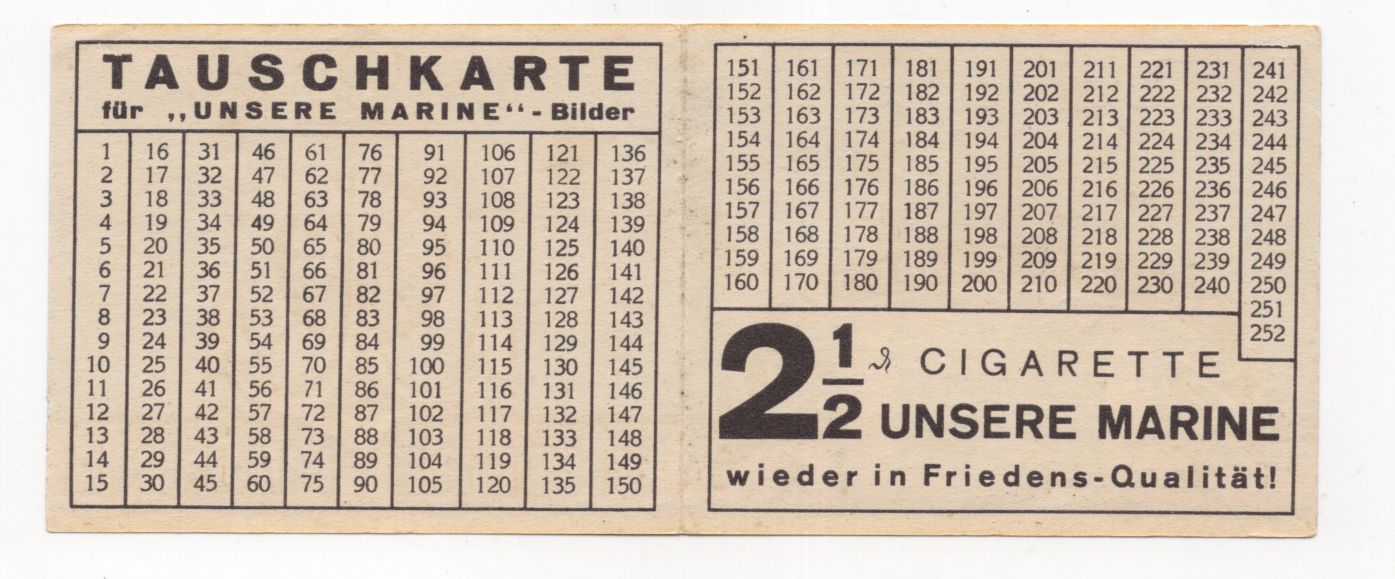 TAUSCHKARTE
für „UNSERE MARINE“ - Bilder
1 16 31 46 61 76 91 106 121 136
2 17 32 47 62 77 92 107 122 137
3 18 33 48 63 78 93 108 123 138
4 19 34 49 64 79 94 109 124 139
5 20 35 50 65 80 95 110 125 140
6 21 36 51 66 81 96 111 126 141
7 22 37 52 67 82 97 112 127 142
8 23 38 53 68 83 98 113 128 143
9 24 39 54 69 84 99 114 129 144
10 25 40 55 70 85 100 115 130 145
11 26 41 56 71 86 101 116 131 146
12 27 42 57 72 87 102 117 132 147
13 28 43 58 73 88 103 118 133 148
14 29 44 59 74 89 104 119 134 149
15 30 45 60 75 90 105 120 135 150
151 161 171 181 191 201 211 221 231 241
152 162 172 182 192 202 212 222 232 242
153 163 173 183 193 203 213 223 233 243
154 164 174 184 194 204 214 224 234 244
155 165 175 185 195 205 215 225 235 245
156 166 176 186 196 206 216 226 236 246
157 167 177 187 197 207 217 227 237 247
158 168 178 188 198 208 218 228 238 248
159 169 179 189 199 209 219 229 239 249
160 170 180 190 200 210 220 230 240 250
251
252
2 1/2 ₰ CIGARETTE
UNSERE MARINE
wieder in Friedens-Qualität!